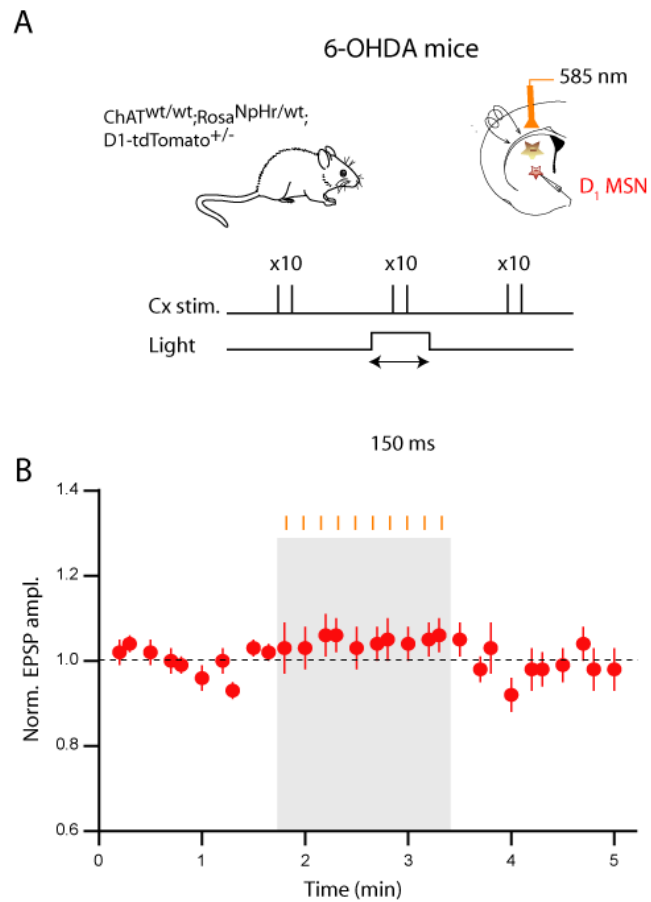 A
6-OHDA mice
585 nm
ChATwt/wt;RosaNpHr/wt;
D1-tdTomato+/-
D1 MSN
x10 x10 x10
Cx stim.
Light
150 ms
B
1.4
1.2
1.0
0.8
0.6
Norm. EPSP ampl.
0 1 2 3 4 5
Time (min)